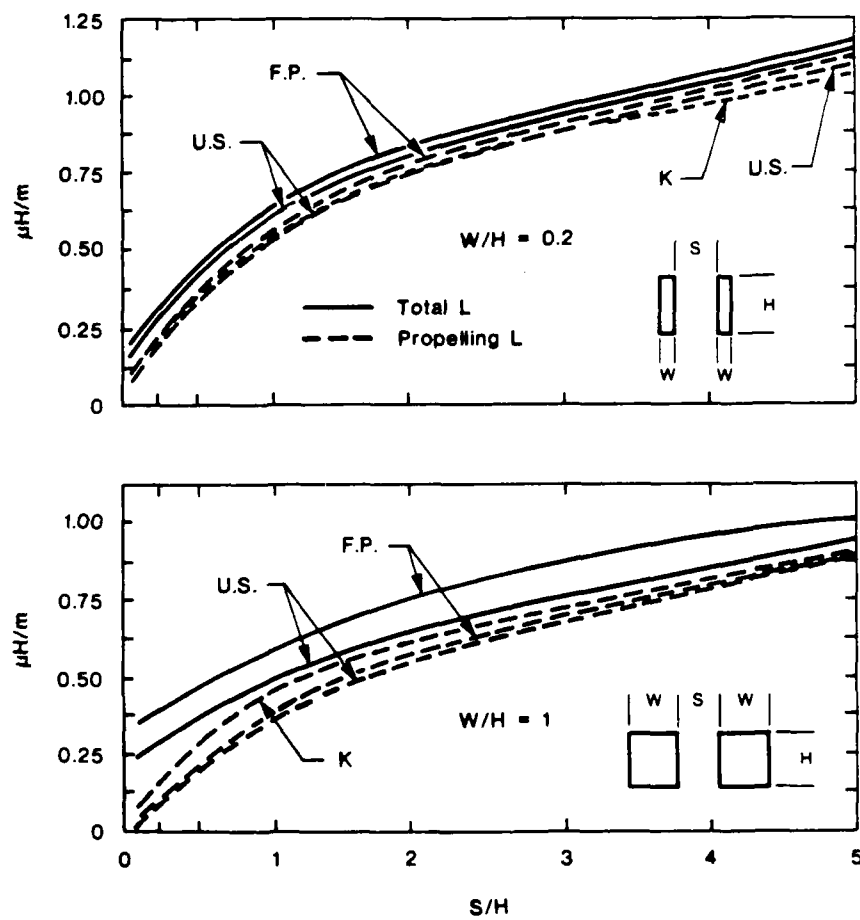 1.25
1.00
0.75
0.50
0.25
0
μH/m
F.P.
U.S.
K
U.S.
W/H = 0.2
Total L
Propelling L
S
H
W W
1.00
0.75
0.50
0.25
0
μH/m
F.P.
U.S.
K
W/H = 1
W S W
H
0 1 2 3 4 5
S/H